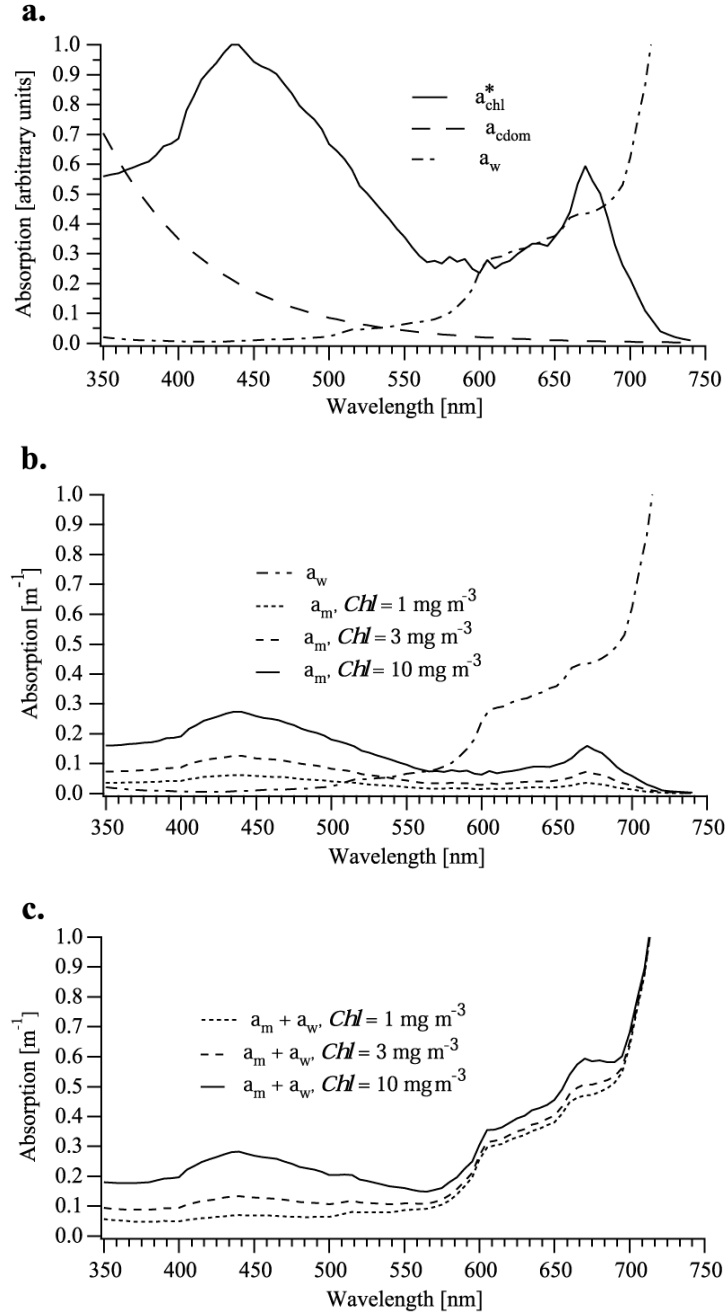 a.
1.0
0.9
0.8
0.7
0.6
0.5
0.4
0.3
0.2
0.1
0.0
Absorption [arbitrary units]
a*chl
acdom
aw
350 400 450 500 550 600 650 700 750
Wavelength [nm]
b.
1.0
0.9
0.8
0.7
0.6
0.5
0.4
0.3
0.2
0.1
0.0
Absorption [m-1]
aw
am, Chl = 1 mg m-3
am, Chl = 3 mg m-3
am, Chl = 10 mg m-3
350 400 450 500 550 600 650 700 750
Wavelength [nm]
c.
1.0
0.9
0.8
0.7
0.6
0.5
0.4
0.3
0.2
0.1
0.0
Absorption [m-1]
am + aw, Chl = 1 mg m-3
am + aw, Chl = 3 mg m-3
am + aw, Chl = 10 mg m-3
350 400 450 500 550 600 650 700 750
Wavelength [nm]